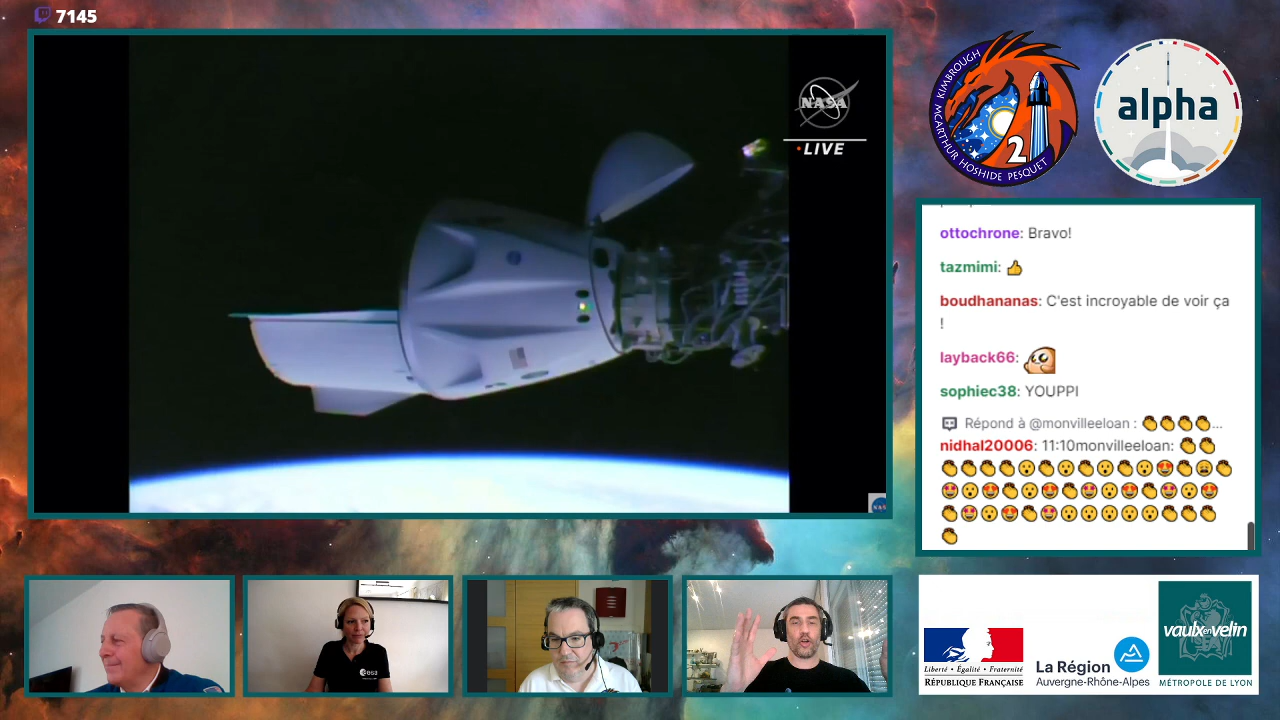 7145
NASA
LIVE
MCARTHUR KIMBROUGH
HOSHIDE PESQUET
2
alpha
ottochrone: Bravo!
tazmimi:
boudhananas: C'est incroyable de voir ça
!
layback66:
sophiec38: YOUPPI
Répond à @monvilleeloan : ...
nidhal20006: 11:10monvilleeloan:
esa
Liberté • Égalité • Fraternité
RÉPUBLIQUE FRANÇAISE
La Région
Auvergne-Rhône-Alpes
vaulx en velin
MÉTROPOLE DE LYON